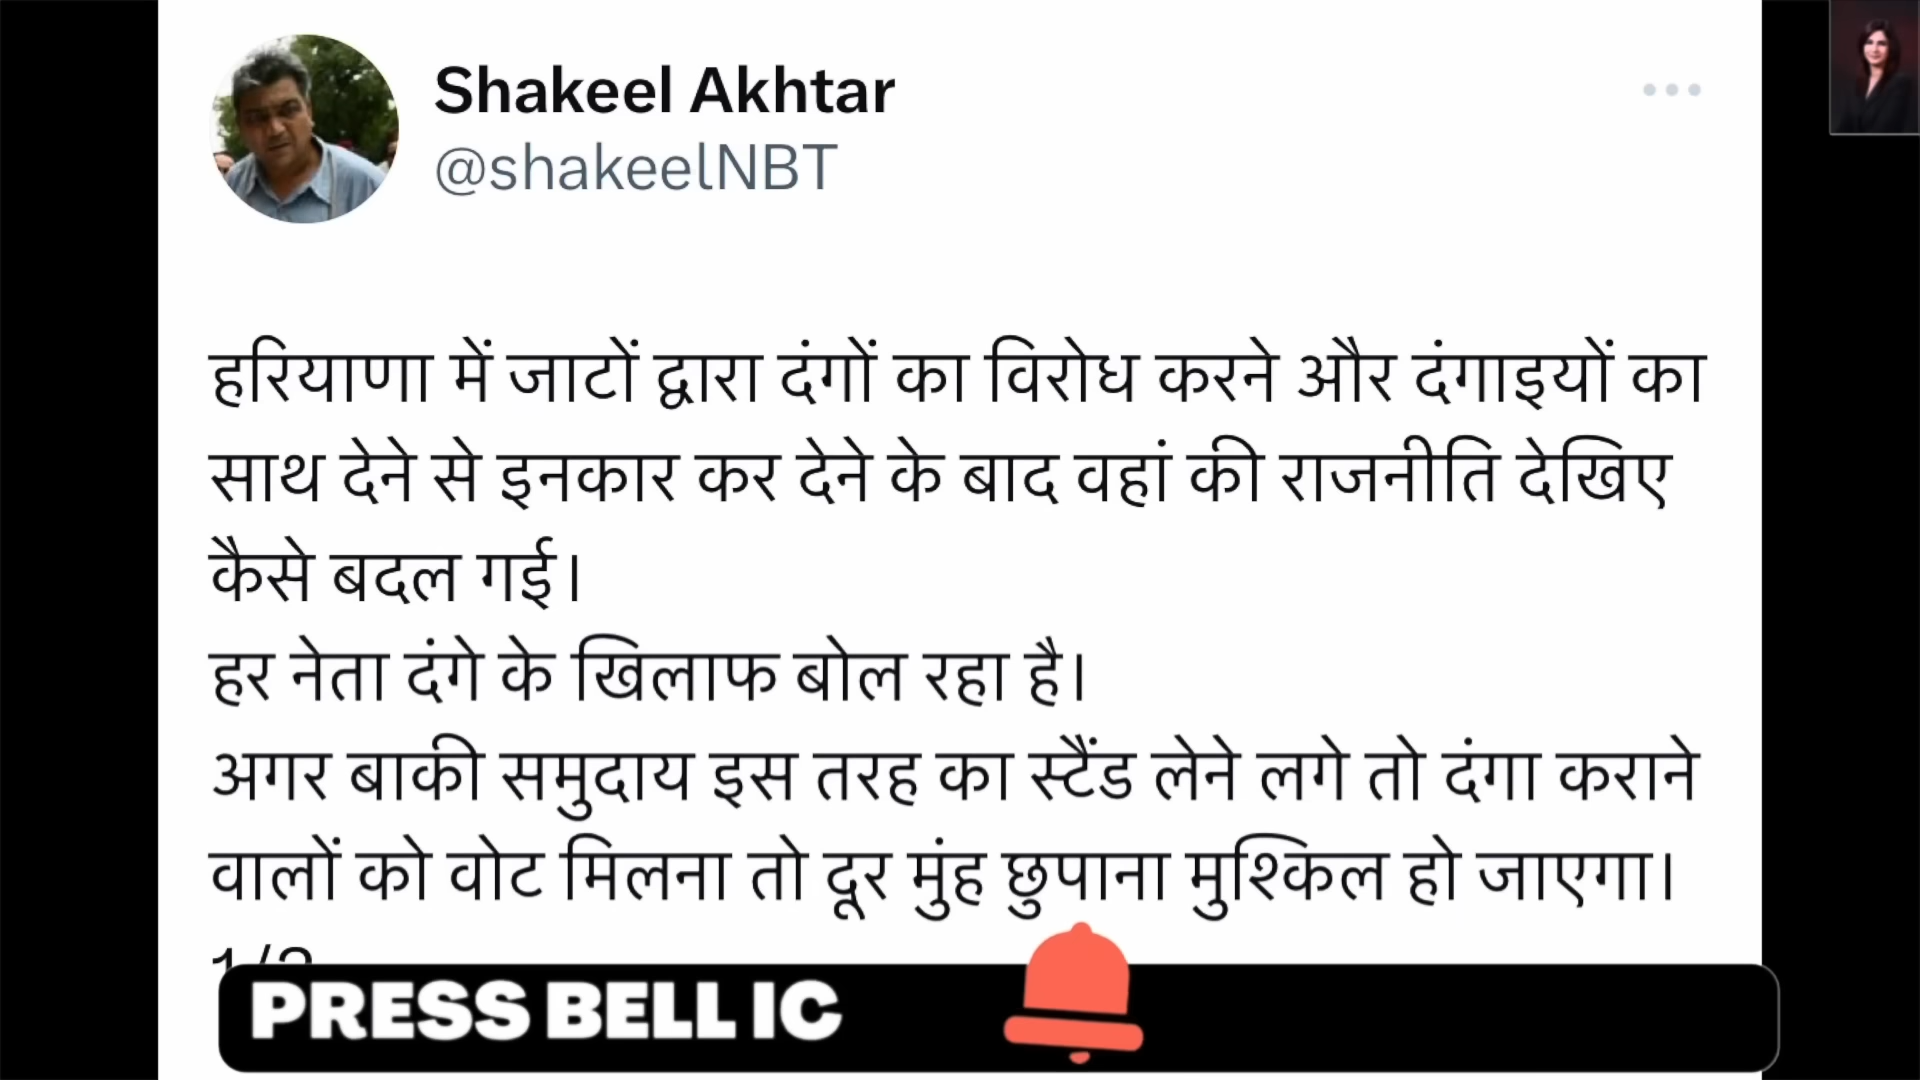 Shakeel Akhtar
@shakeelNBT
हरियाणा में जाटों द्वारा दंगों का विरोध करने और दंगाइयों का
साथ देने से इनकार कर देने के बाद वहां की राजनीति देखिए
कैसे बदल गई।
हर नेता दंगे के खिलाफ बोल रहा है।
अगर बाकी समुदाय इस तरह का स्टैंड लेने लगे तो दंगा कराने
वालों को वोट मिलना तो दूर मुंह छुपाना मुश्किल हो जाएगा।
PRESS BELL IC